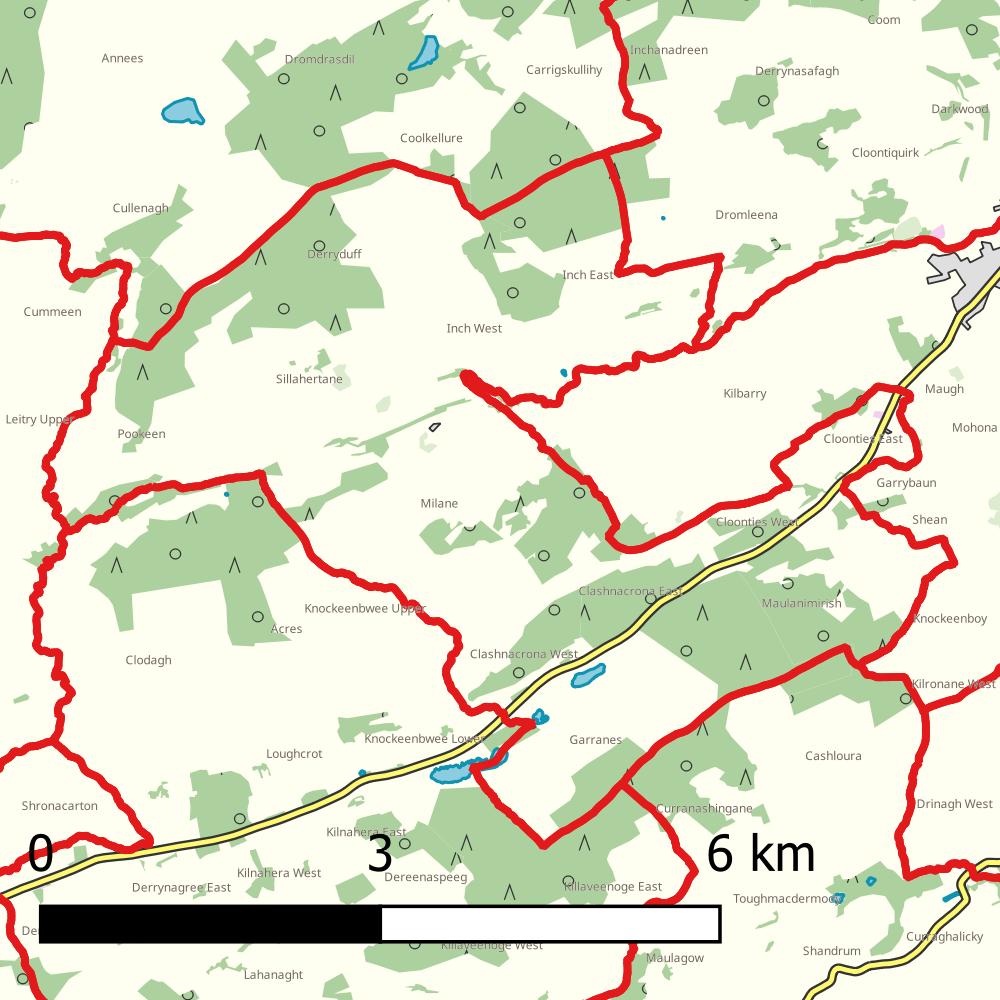 Coom
Inchanadreen
Annees
Dromdrasdil
Carrigskullihy
Derrynasafagh
Darkwood
Coolkellure
Cloontiquirk
Cullenagh
Dromleena
Derryduff
Inch East
Cummeen
Inch West
Sillahertane
Maugh
Kilbarry
Leitry Upper
Pookeen
Cloonties East
Mohona
Garrybaun
Milane
Cloonties West
Shean
Clashnacrona East
Maulanimirish
Knockeenbwee Upper
Acres
Knockeenboy
Clodagh
Clashnacrona West
Kilronane West
Knockeenbwee Lower
Garranes
Loughcrot
Cashloura
Shronacarton
Curranashingane
Drinagh West
Kilnahera East
0 3 6 km
Kilnahera West
Dereenaspeeg
Derrynagree East
Killaveenoge East
Toughmacdermody
Curraghalicky
Killaveenoge West
Shandrum
Maulagow
Lahanaght